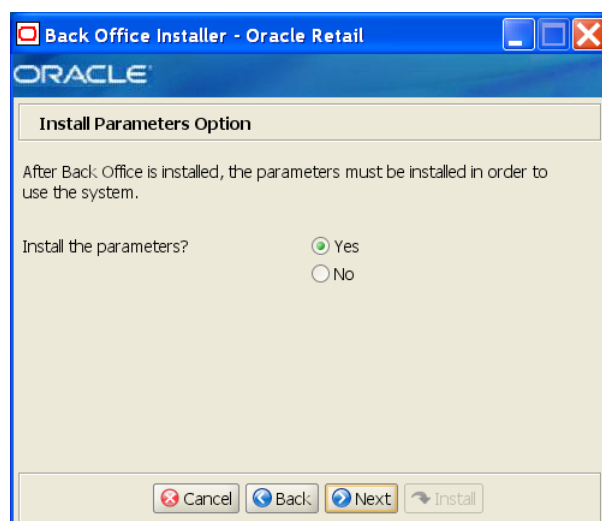 Back Office Installer - Oracle Retail
ORACLE
Install Parameters Option
After Back Office is installed, the parameters must be installed in order to
use the system.
Install the parameters?
Yes
No
Cancel
Back
Next
Install